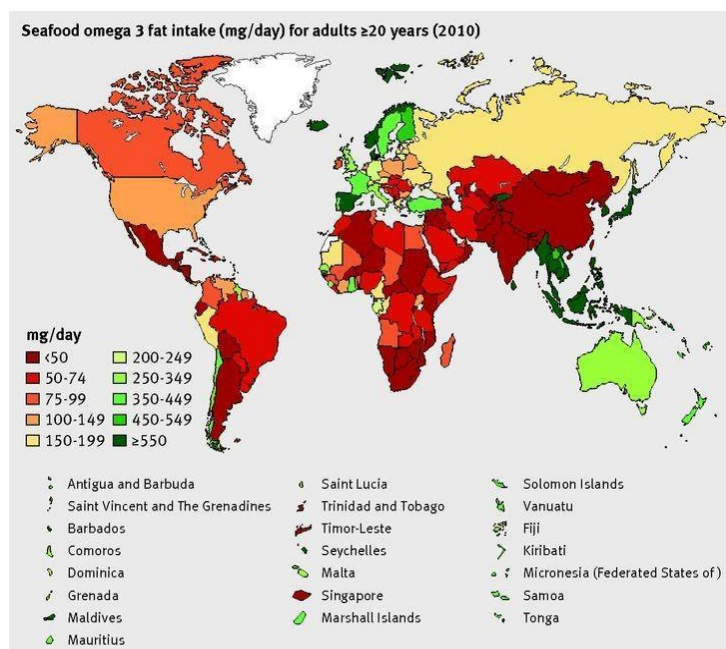 Seafood omega 3 fat intake (mg/day) for adults ≥20 years (2010)
mg/day
<50
50-74
75-99
100-149
150-199
200-249
250-349
350-449
450-549
≥550
Antigua and Barbuda
Saint Vincent and The Grenadines
Barbados
Comoros
Dominica
Grenada
Maldives
Mauritius
Saint Lucia
Trinidad and Tobago
Timor-Leste
Seychelles
Malta
Singapore
Marshall Islands
Solomon Islands
Vanuatu
Fiji
Kiribati
Micronesia (Federated States of)
Samoa
Tonga